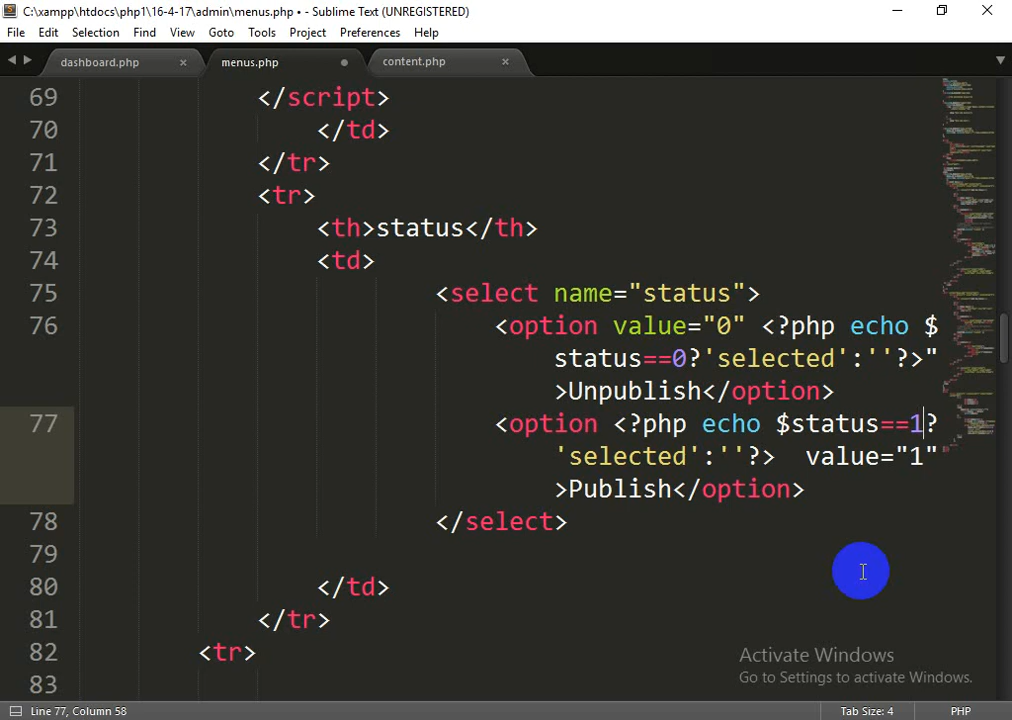 C:\xampp\htdocs\php1\16-4-17\admin\menus.php • - Sublime Text (UNREGISTERED)
File Edit Selection Find View Goto Tools Project Preferences Help
dashboard.php × menus.php content.php ×
69 </script>
70 </td>
71 </tr>
72 <tr>
73 <th>status</th>
74 <td>
75 <select name="status">
76 <option value="0" <?php echo $
status==0?'selected':''?>"
>Unpublish</option>
77 <option <?php echo $status==1?
'selected':''?>  value="1"
>Publish</option>
78 </select>
79
80 </td>
81 </tr>
82 <tr>
83
Activate Windows
Go to Settings to activate Windows.
Line 77, Column 58 Tab Size: 4 PHP